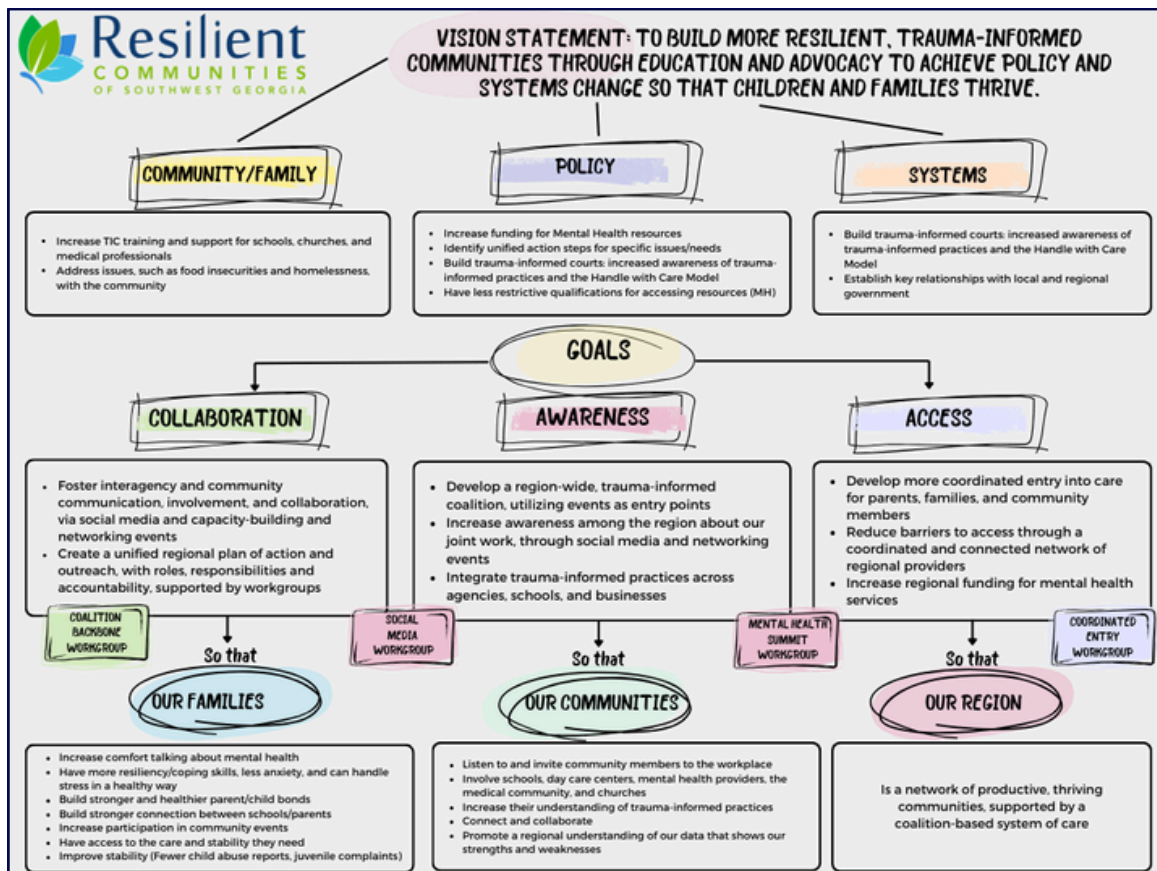 Resilient
COMMUNITIES
OF SOUTHWEST GEORGIA
VISION STATEMENT: TO BUILD MORE RESILIENT, TRAUMA-INFORMED
COMMUNITIES THROUGH EDUCATION AND ADVOCACY TO ACHIEVE POLICY AND
SYSTEMS CHANGE SO THAT CHILDREN AND FAMILIES THRIVE.
COMMUNITY/FAMILY
• Increase TIC training and support for schools, churches, and
medical professionals
• Address issues, such as food insecurities and homelessness,
with the community
POLICY
• Increase funding for Mental Health resources
• Identify unified action steps for specific issues/needs
• Build trauma-informed courts: increased awareness of trauma-
informed practices and the Handle with Care Model
• Have less restrictive qualifications for accessing resources (MH)
SYSTEMS
• Build trauma-informed courts: increased awareness of
trauma-informed practices and the Handle with Care
Model
• Establish key relationships with local and regional
government
GOALS
COLLABORATION
• Foster interagency and community
communication, involvement, and collaboration,
via social media and capacity-building and
networking events
• Create a unified regional plan of action and
outreach, with roles, responsibilities and
accountability, supported by workgroups
AWARENESS
• Develop a region-wide, trauma-informed
coalition, utilizing events as entry points
• Increase awareness among the region about our
joint work, through social media and networking
events
• Integrate trauma-informed practices across
agencies, schools, and businesses
ACCESS
• Develop more coordinated entry into care
for parents, families, and community
members
• Reduce barriers to access through a
coordinated and connected network of
regional providers
• Increase regional funding for mental health
services
COALITION
BACKBONE
WORKGROUP
SOCIAL
MEDIA
WORKGROUP
MENTAL HEALTH
SUMMIT
WORKGROUP
COORDINATED
ENTRY
WORKGROUP
So that
OUR FAMILIES
• Increase comfort talking about mental health
• Have more resiliency/coping skills, less anxiety, and can handle
stress in a healthy way
• Build stronger and healthier parent/child bonds
• Build stronger connection between schools/parents
• Increase participation in community events
• Have access to the care and stability they need
• Improve stability (Fewer child abuse reports, juvenile complaints)
So that
OUR COMMUNITIES
• Listen to and invite community members to the workplace
• Involve schools, day care centers, mental health providers, the
medical community, and churches
• Increase their understanding of trauma-informed practices
• Connect and collaborate
• Promote a regional understanding of our data that shows our
strengths and weaknesses
So that
OUR REGION
Is a network of productive, thriving
communities, supported by a
coalition-based system of care